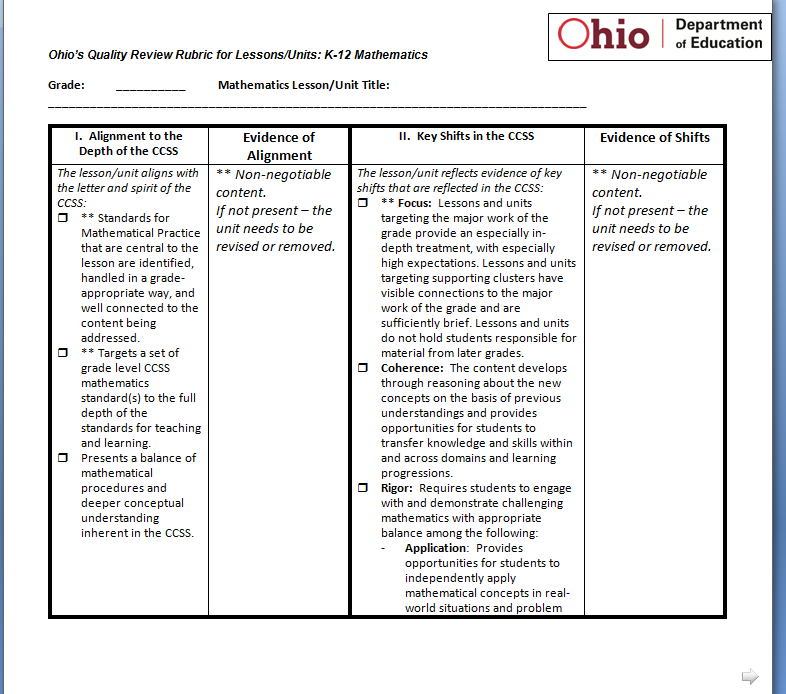 Ohio | Department
of Education
Ohio's Quality Review Rubric for Lessons/Units: K-12 Mathematics
Grade: __________ Mathematics Lesson/Unit Title:
_____________________________________________________________________________
I. Alignment to the
Depth of the CCSS
Evidence of
Alignment
II. Key Shifts in the CCSS
Evidence of Shifts
The lesson/unit aligns with
the letter and spirit of the
CCSS:
☐ ** Standards for
Mathematical Practice
that are central to the
lesson are identified,
handled in a grade-
appropriate way, and
well connected to the
content being
addressed.
☐ ** Targets a set of
grade level CCSS
mathematics
standard(s) to the full
depth of the
standards for teaching
and learning.
☐ Presents a balance of
mathematical
procedures and
deeper conceptual
understanding
inherent in the CCSS.
** Non-negotiable
content.
If not present – the
unit needs to be
revised or removed.
The lesson/unit reflects evidence of key
shifts that are reflected in the CCSS:
☐ ** Focus: Lessons and units
targeting the major work of the
grade provide an especially in-
depth treatment, with especially
high expectations. Lessons and units
targeting supporting clusters have
visible connections to the major
work of the grade and are
sufficiently brief. Lessons and units
do not hold students responsible for
material from later grades.
☐ Coherence: The content develops
through reasoning about the new
concepts on the basis of previous
understandings and provides
opportunities for students to
transfer knowledge and skills within
and across domains and learning
progressions.
☐ Rigor: Requires students to engage
with and demonstrate challenging
mathematics with appropriate
balance among the following:
- Application: Provides
opportunities for students to
independently apply
mathematical concepts in real-
world situations and problem
** Non-negotiable
content.
If not present – the
unit needs to be
revised or removed.